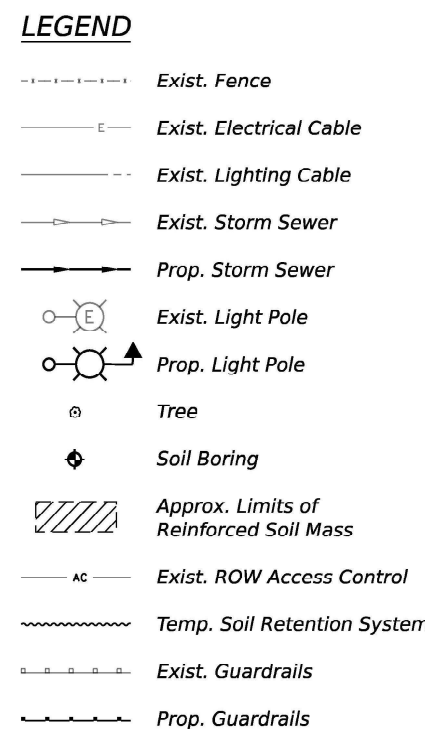 LEGEND
Exist. Fence
E Exist. Electrical Cable
Exist. Lighting Cable
Exist. Storm Sewer
Prop. Storm Sewer
E Exist. Light Pole
Prop. Light Pole
Tree
Soil Boring
Approx. Limits of
Reinforced Soil Mass
AC Exist. ROW Access Control
Temp. Soil Retention System
Exist. Guardrails
Prop. Guardrails